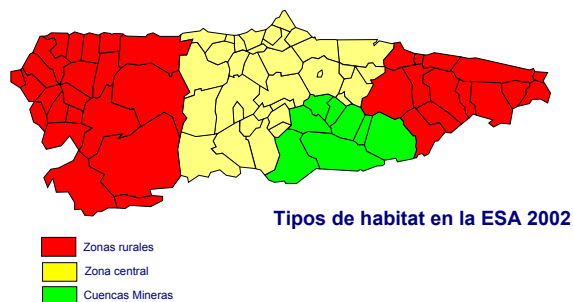 Tipos de habitat en la ESA 2002
Zonas rurales
Zona central
Cuencas Mineras